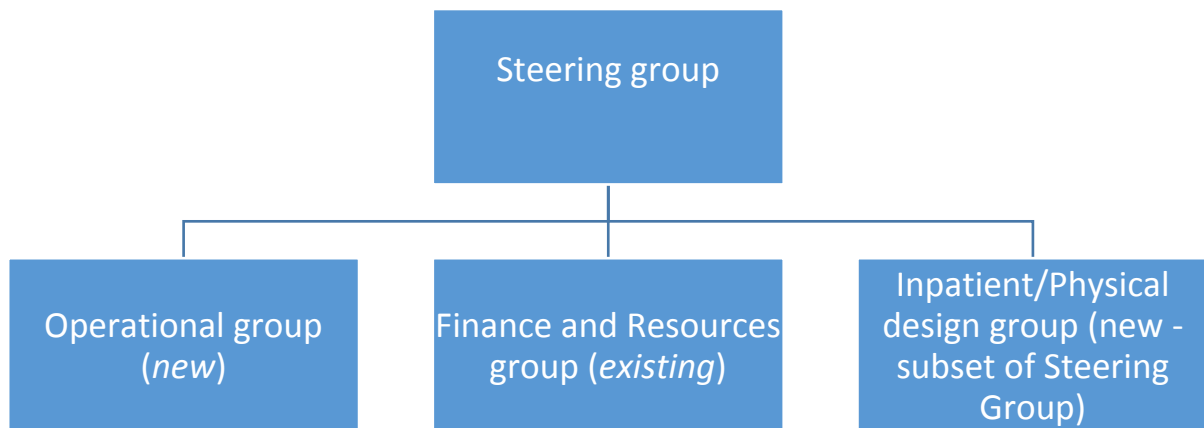 Steering group
Operational group
(new)
Finance and Resources
group (existing)
Inpatient/Physical
design group (new -
subset of Steering
Group)